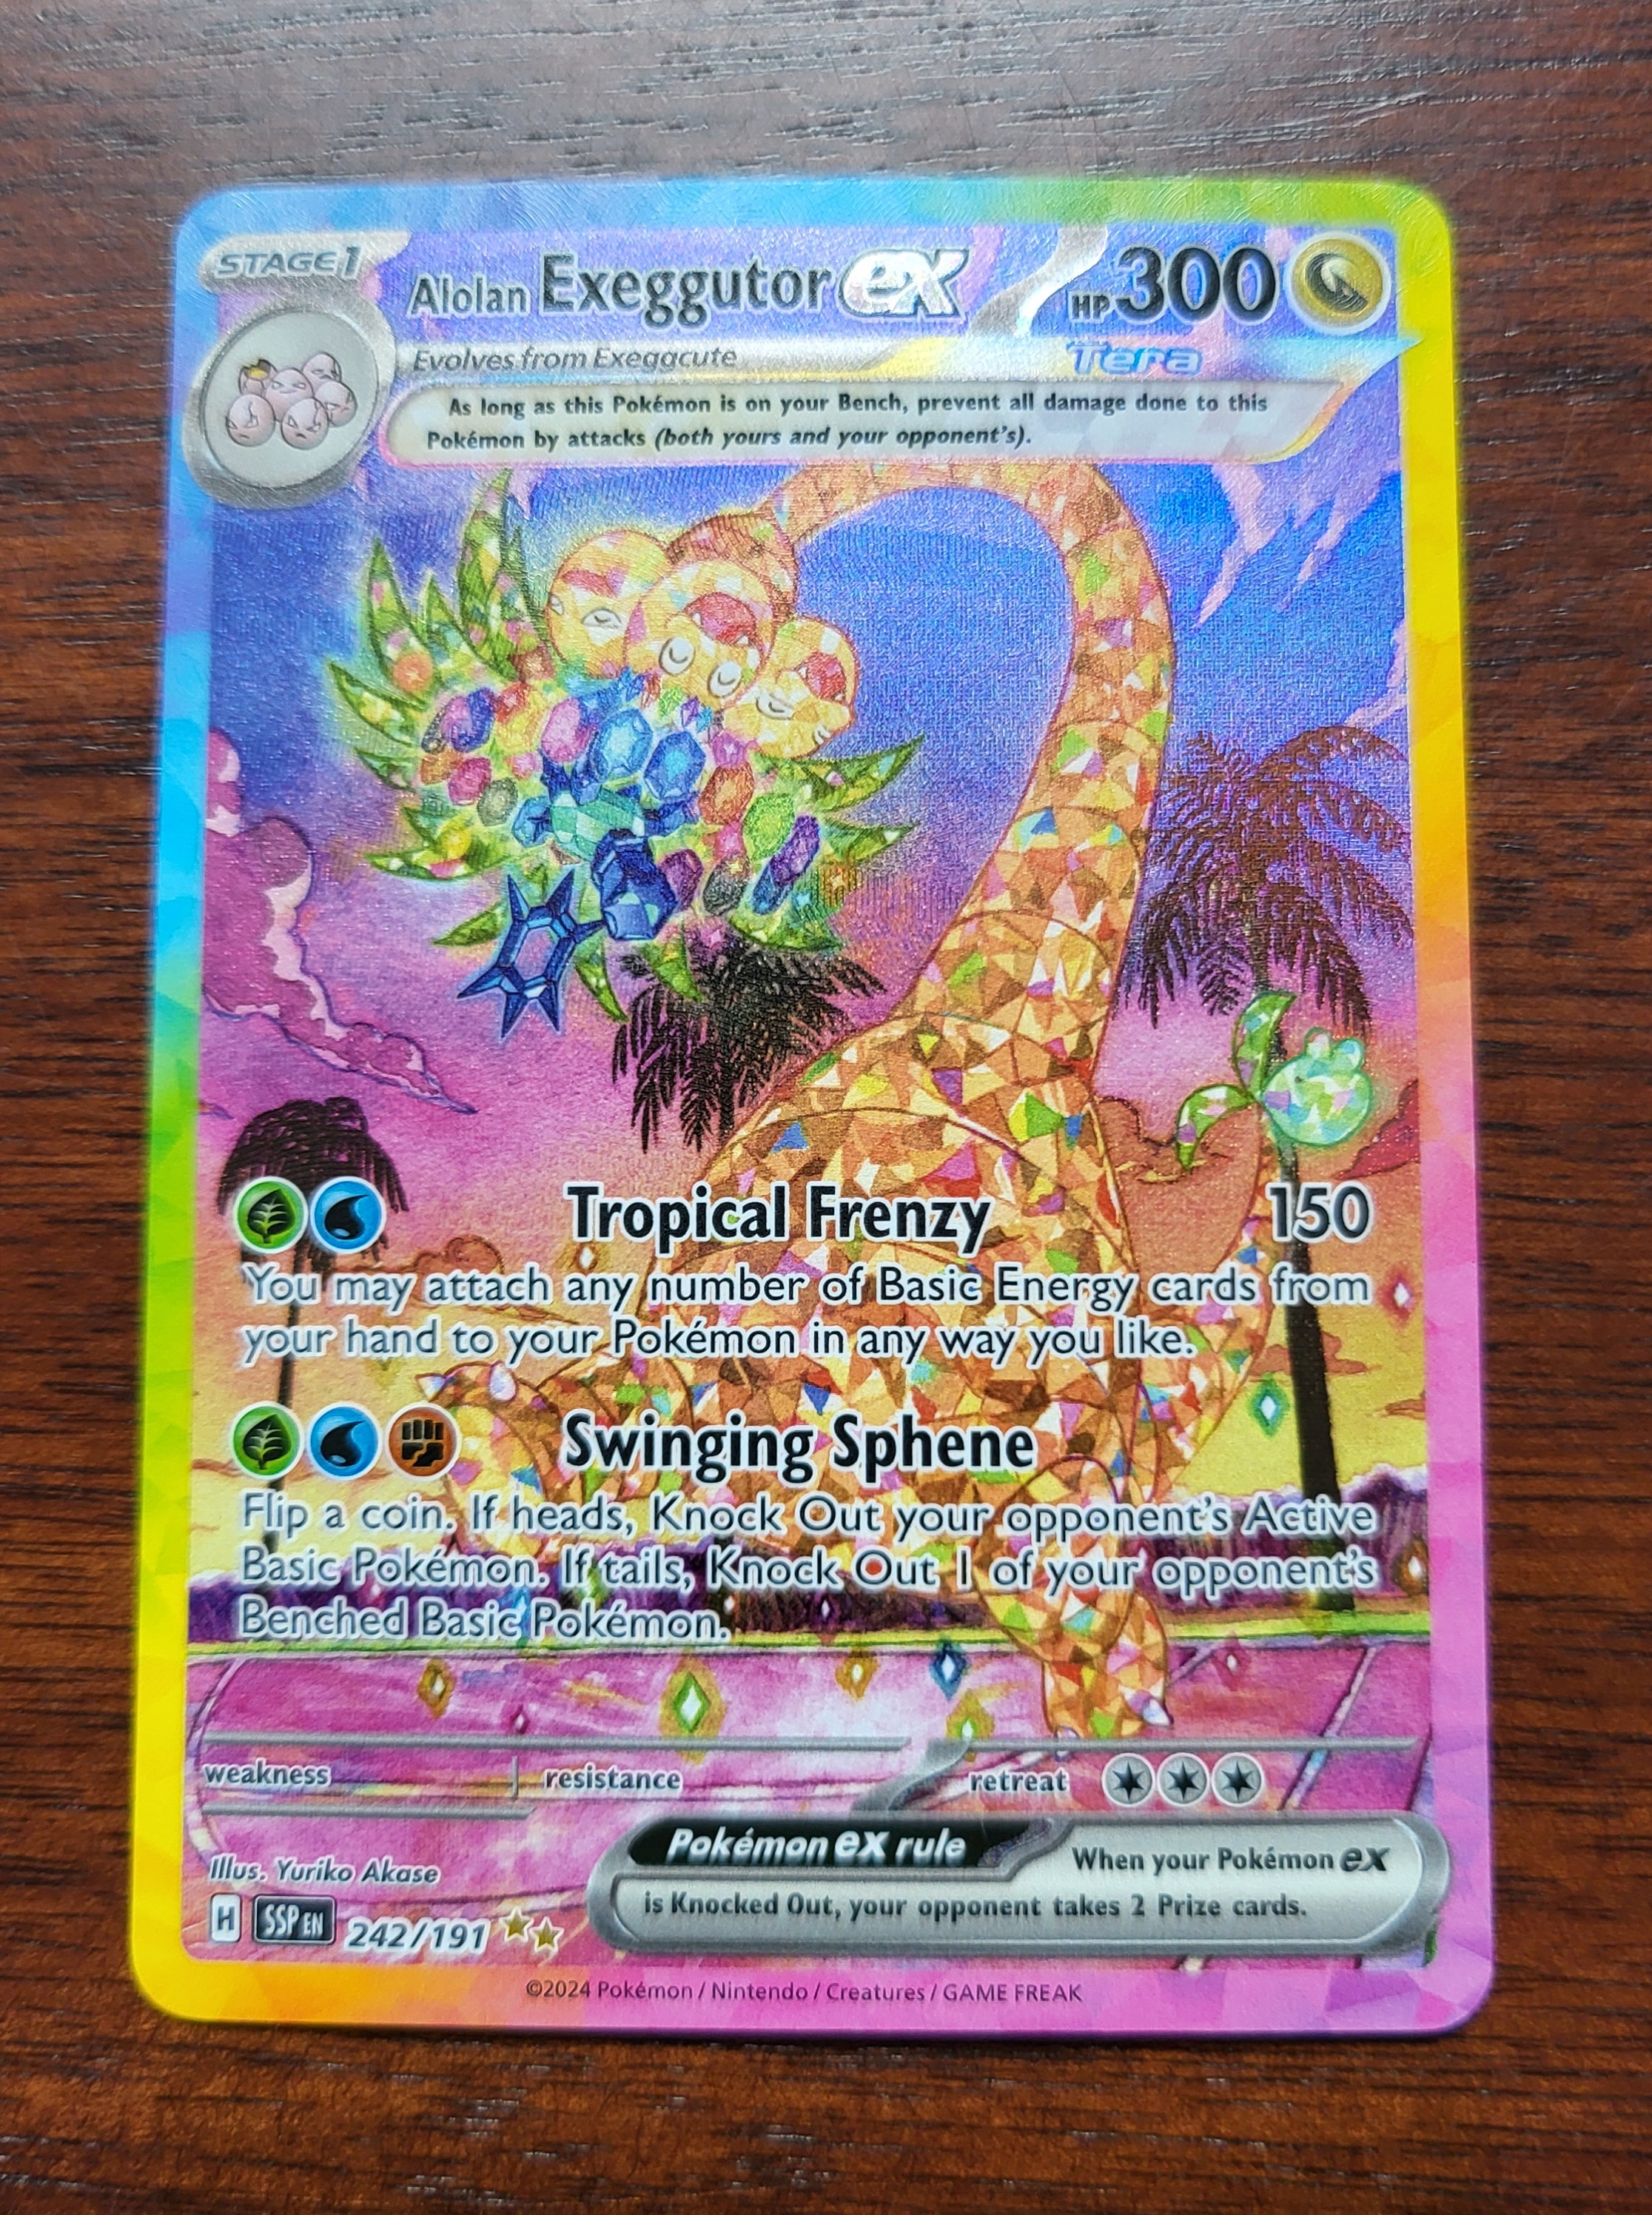 STAGE1
Alolan Exeggutor ex HP300
Evolves from Exeggcute Tera
As long as this Pokémon is on your Bench, prevent all damage done to this
Pokémon by attacks (both yours and your opponent's).
Tropical Frenzy 150
You may attach any number of Basic Energy cards from
your hand to your Pokémon in any way you like.
Swinging Sphene
Flip a coin. If heads, Knock Out your opponent's Active
Basic Pokémon. If tails, Knock Out 1 of your opponent's
Benched Basic Pokémon.
weakness resistance retreat
Pokémon ex rule When your Pokémon ex
is Knocked Out, your opponent takes 2 Prize cards.
Illus. Yuriko Akase
H SSP EN 242/191
©2024 Pokémon / Nintendo / Creatures / GAME FREAK